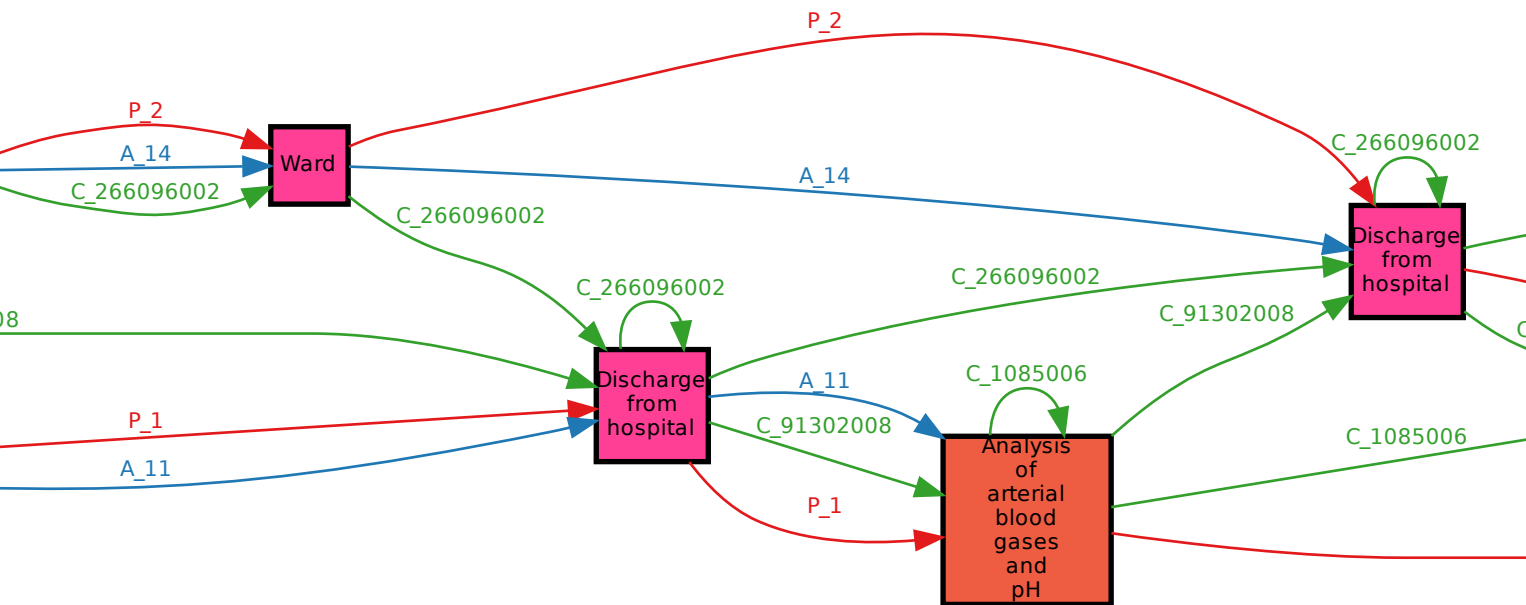 P_2
P_2
A_14
C_266096002
Ward
C_266096002
A_14
C_266096002
Discharge
from
hospital
C_266096002
C_266096002
C_91302008
08
Discharge
from
hospital
A_11
C_1085006
C_91302008
P_1
P_1
A_11
Analysis
of
arterial
blood
gases
and
pH
C_1085006
C